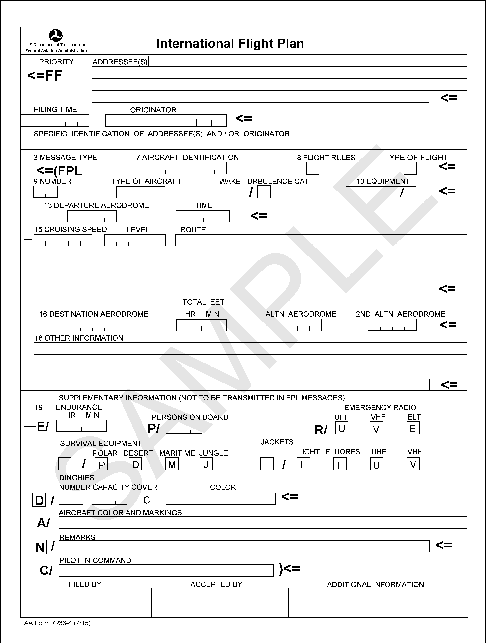 International Flight Plan
PRIORITY ADDRESSEE(S)
<=FF
<=
FILING TIME ORIGINATOR
<=
SPECIFIC IDENTIFICATION OF ADDRESSEE(S) AND / OR ORIGINATOR
3 MESSAGE TYPE 7 AIRCRAFT IDENTIFICATION 8 FLIGHT RULES TYPE OF FLIGHT
<=(FPL <=
9 NUMBER TYPE OF AIRCRAFT WAKE TURBULENCE CAT. 10 EQUIPMENT
/ / <=
13 DEPARTURE AERODROME TIME
<=
15 CRUISING SPEED LEVEL ROUTE
<=
TOTAL EET
16 DESTINATION AERODROME HR MIN ALTN AERODROME 2ND ALTN AERODROME
<=
18 OTHER INFORMATION
<=
SUPPLEMENTARY INFORMATION (NOT TO BE TRANSMITTED IN FPL MESSAGES)
19 ENDURANCE EMERGENCY RADIO
HR MIN PERSONS ON BOARD UHF VHF ELT
E/ P/ R/ U V E
SURVIVAL EQUIPMENT JACKETS
POLAR DESERT MARITIME JUNGLE LIGHT FLUORES UHF VHF
/ P D M J / U V
DINGHIES
NUMBER CAPACITY COVER COLOR
D / C <=
AIRCRAFT COLOR AND MARKINGS
A/
REMARKS
N / <=
PILOT-IN-COMMAND
C/ )<=
FILED BY ACCEPTED BY ADDITIONAL INFORMATION
SAMPLE